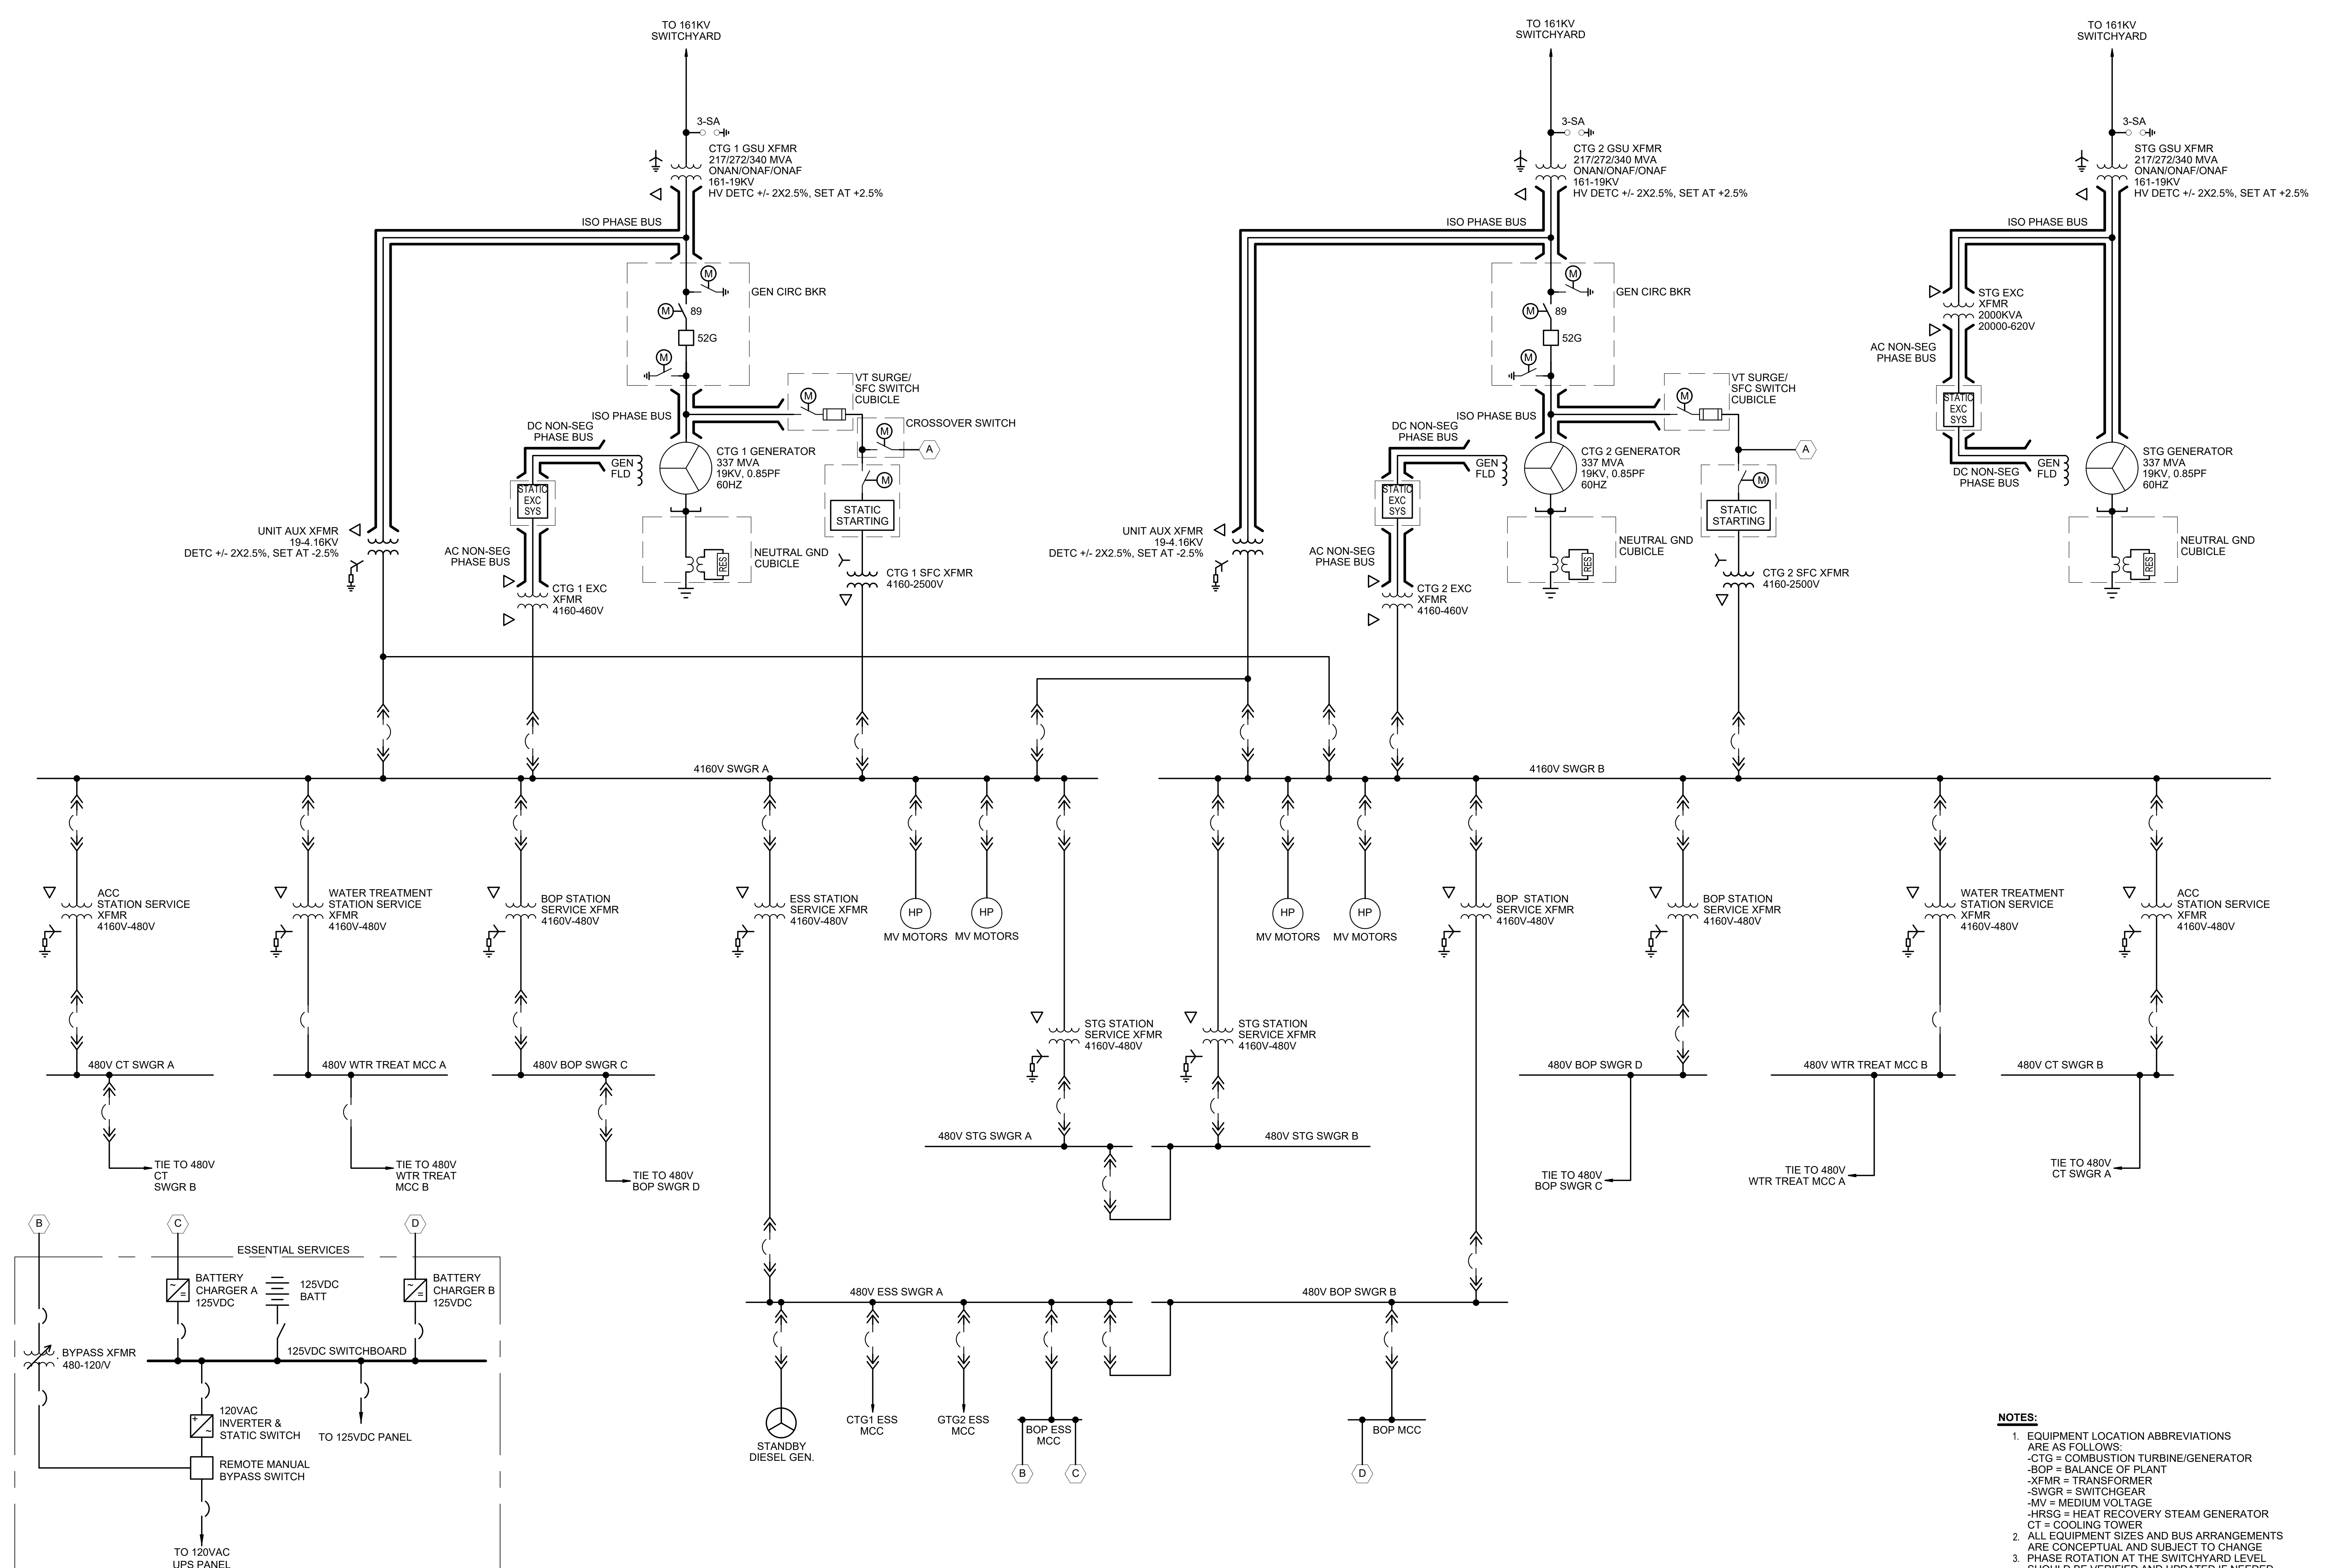 TO 161KV
SWITCHYARD
TO 161KV
SWITCHYARD
TO 161KV
SWITCHYARD
3-SA
CTG 1 GSU XFMR
217/272/340 MVA
ONAN/ONAF/ONAF
161-19KV
HV DETC +/- 2X2.5%, SET AT +2.5%
3-SA
CTG 2 GSU XFMR
217/272/340 MVA
ONAN/ONAF/ONAF
161-19KV
HV DETC +/- 2X2.5%, SET AT +2.5%
3-SA
STG GSU XFMR
217/272/340 MVA
ONAN/ONAF/ONAF
161-19KV
HV DETC +/- 2X2.5%, SET AT +2.5%
ISO PHASE BUS
ISO PHASE BUS
ISO PHASE BUS
M
GEN CIRC BKR
M
89
52G
M
M
GEN CIRC BKR
M
89
52G
M
STG EXC
XFMR
2000KVA
20000-620V
AC NON-SEG
PHASE BUS
STATIC
EXC
SYS
DC NON-SEG
PHASE BUS
GEN
FLD
STG GENERATOR
337 MVA
19KV, 0.85PF
60HZ
VT SURGE/
SFC SWITCH
CUBICLE
M
ISO PHASE BUS
CROSSOVER SWITCH
M
A
DC NON-SEG
PHASE BUS
GEN
FLD
STATIC
EXC
SYS
CTG 1 GENERATOR
337 MVA
19KV, 0.85PF
60HZ
M
STATIC
STARTING
VT SURGE/
SFC SWITCH
CUBICLE
M
ISO PHASE BUS
A
DC NON-SEG
PHASE BUS
GEN
FLD
STATIC
EXC
SYS
CTG 2 GENERATOR
337 MVA
19KV, 0.85PF
60HZ
M
STATIC
STARTING
UNIT AUX XFMR
19-4.16KV
DETC +/- 2X2.5%, SET AT -2.5%
AC NON-SEG
PHASE BUS
RES
NEUTRAL GND
CUBICLE
CTG 1 EXC
XFMR
4160-460V
CTG 1 SFC XFMR
4160-2500V
UNIT AUX XFMR
19-4.16KV
DETC +/- 2X2.5%, SET AT -2.5%
AC NON-SEG
PHASE BUS
RES
NEUTRAL GND
CUBICLE
CTG 2 EXC
XFMR
4160-460V
CTG 2 SFC XFMR
4160-2500V
RES
NEUTRAL GND
CUBICLE
4160V SWGR A
4160V SWGR B
ACC
STATION SERVICE
XFMR
4160V-480V
WATER TREATMENT
STATION SERVICE
XFMR
4160V-480V
BOP STATION
SERVICE XFMR
4160V-480V
ESS STATION
SERVICE XFMR
4160V-480V
HP
MV MOTORS
HP
MV MOTORS
HP
MV MOTORS
HP
MV MOTORS
BOP  STATION
SERVICE XFMR
4160V-480V
BOP STATION
SERVICE XFMR
4160V-480V
WATER TREATMENT
STATION SERVICE
XFMR
4160V-480V
ACC
STATION SERVICE
XFMR
4160V-480V
STG STATION
SERVICE XFMR
4160V-480V
STG STATION
SERVICE XFMR
4160V-480V
480V CT SWGR A
480V WTR TREAT MCC A
480V BOP SWGR C
480V BOP SWGR D
480V WTR TREAT MCC B
480V CT SWGR B
480V STG SWGR A
480V STG SWGR B
TIE TO 480V
CT
SWGR B
TIE TO 480V
WTR TREAT
MCC B
TIE TO 480V
BOP SWGR D
TIE TO 480V
BOP SWGR C
TIE TO 480V
WTR TREAT MCC A
TIE TO 480V
CT SWGR A
B
C
D
ESSENTIAL SERVICES
BATTERY
CHARGER A
125VDC
125VDC
BATT
BATTERY
CHARGER B
125VDC
BYPASS XFMR
480-120/V
125VDC SWITCHBOARD
120VAC
INVERTER &
STATIC SWITCH
TO 125VDC PANEL
REMOTE MANUAL
BYPASS SWITCH
TO 120VAC
UPS PANEL
480V ESS SWGR A
480V BOP SWGR B
STANDBY
DIESEL GEN.
CTG1 ESS
MCC
GTG2 ESS
MCC
BOP ESS
MCC
B
C
BOP MCC
D
NOTES:
1. EQUIPMENT LOCATION ABBREVIATIONS
ARE AS FOLLOWS:
-CTG = COMBUSTION TURBINE/GENERATOR
-BOP = BALANCE OF PLANT
-XFMR = TRANSFORMER
-SWGR = SWITCHGEAR
-MV = MEDIUM VOLTAGE
-HRSG = HEAT RECOVERY STEAM GENERATOR
CT = COOLING TOWER
2. ALL EQUIPMENT SIZES AND BUS ARRANGEMENTS
ARE CONCEPTUAL AND SUBJECT TO CHANGE
3. PHASE ROTATION AT THE SWITCHYARD LEVEL
SHOULD BE VERIFIED AND UPDATED IF NEEDED